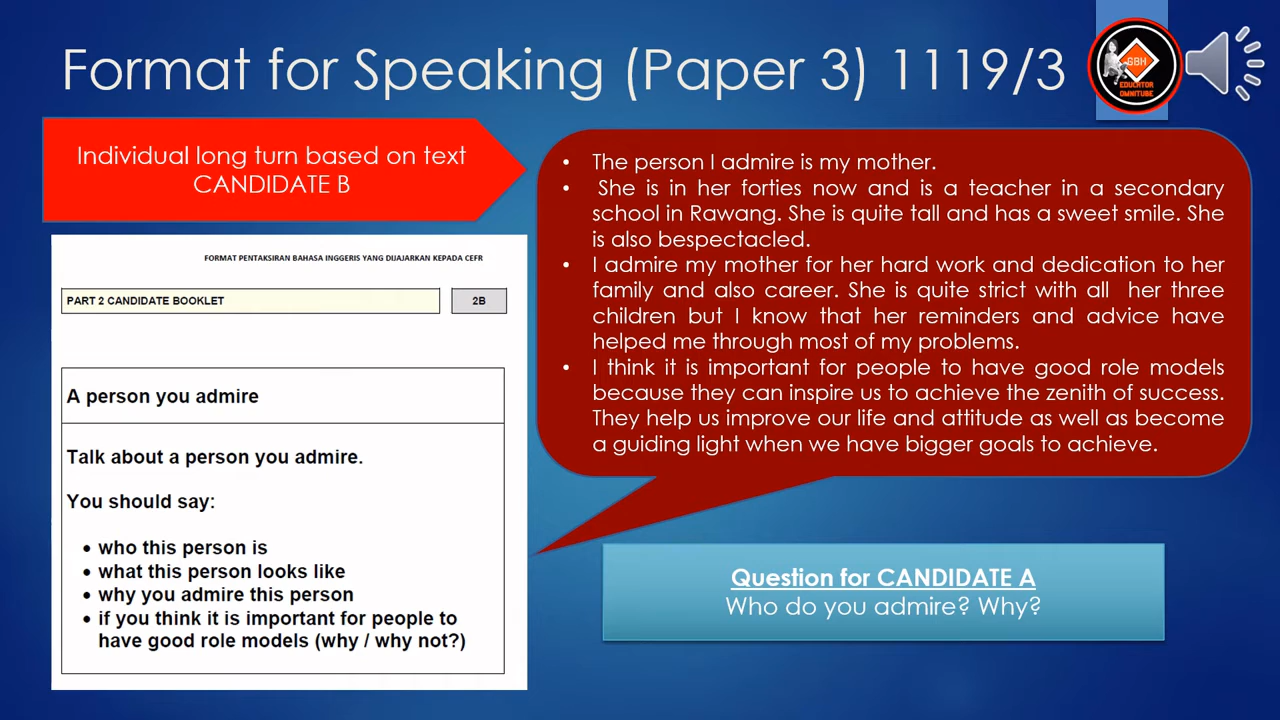 Format for Speaking (Paper 3) 1119/3
GBH
EDUCATOR
OMNITUBE
Individual long turn based on text
CANDIDATE B
• The person I admire is my mother.
• She is in her forties now and is a teacher in a secondary
school in Rawang. She is quite tall and has a sweet smile. She
is also bespectacled.
• I admire my mother for her hard work and dedication to her
family and also career. She is quite strict with all her three
children but I know that her reminders and advice have
helped me through most of my problems.
• I think it is important for people to have good role models
because they can inspire us to achieve the zenith of success.
They help us improve our life and attitude as well as become
a guiding light when we have bigger goals to achieve.
FORMAT PENTAKSIRAN BAHASA INGGERIS YANG DIJAJARKAN KEPADA CEFR
PART 2 CANDIDATE BOOKLET
2B
A person you admire
Talk about a person you admire.
You should say:
• who this person is
• what this person looks like
• why you admire this person
• if you think it is important for people to
have good role models (why / why not?)
Question for CANDIDATE A
Who do you admire? Why?